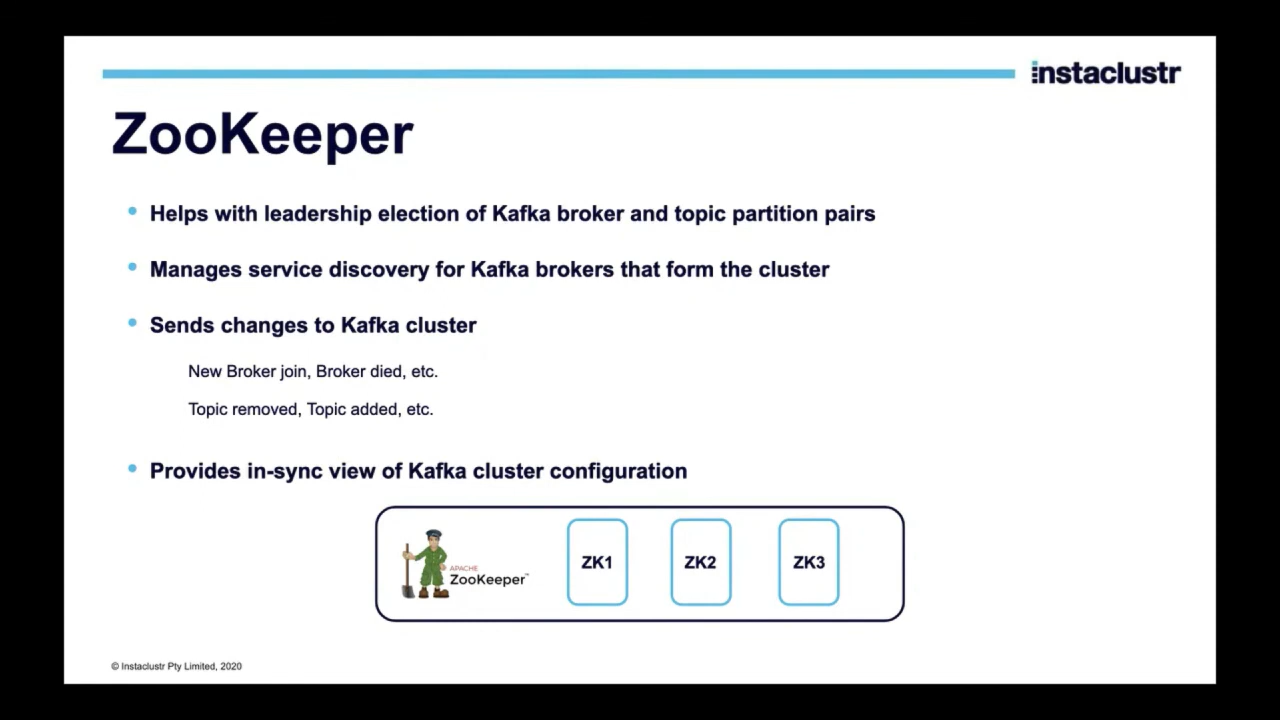 instaclustr
ZooKeeper
• Helps with leadership election of Kafka broker and topic partition pairs
• Manages service discovery for Kafka brokers that form the cluster
• Sends changes to Kafka cluster
New Broker join, Broker died, etc.
Topic removed, Topic added, etc.
• Provides in-sync view of Kafka cluster configuration
APACHE
ZooKeeper™
ZK1
ZK2
ZK3
© Instaclustr Pty Limited, 2020